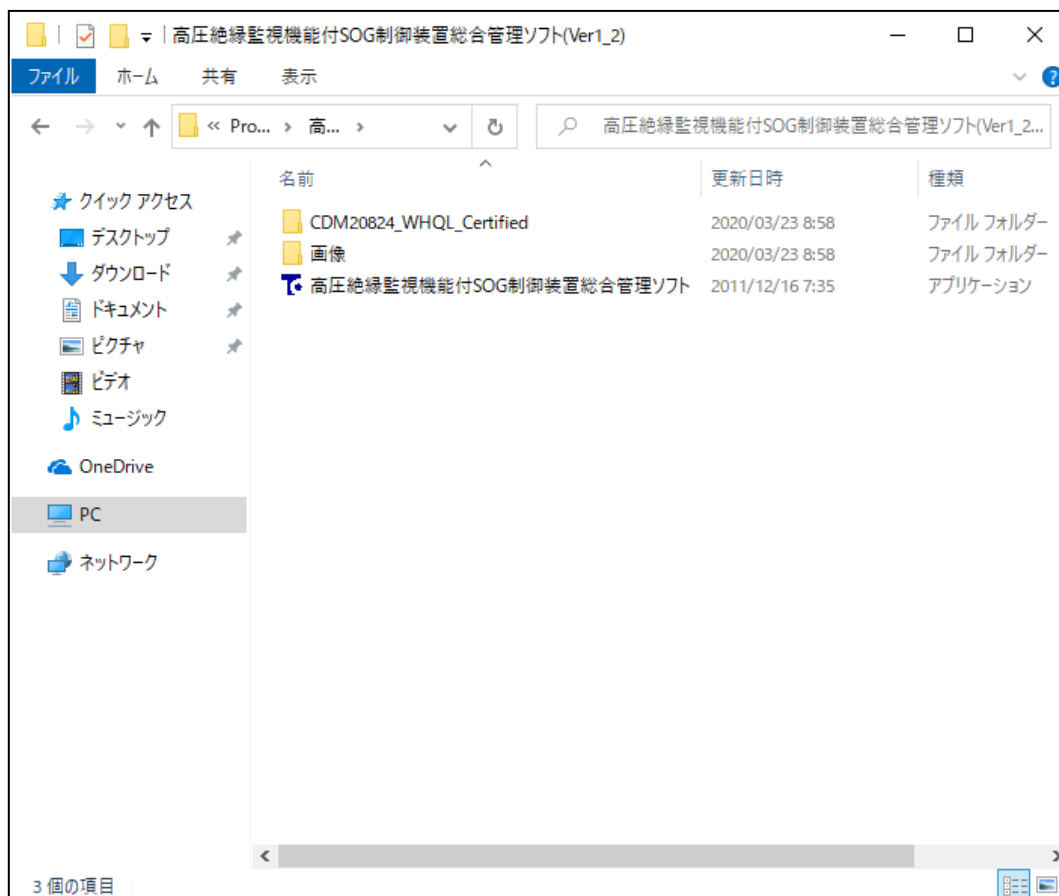 高圧絶縁監視機能付SOG制御装置総合管理ソフト(Ver1_2)
ファイル ホーム 共有 表示
« Pro... › 高... › 高圧絶縁監視機能付SOG制御装置総合管理ソフト(Ver1_2...
名前 更新日時 種類
クイック アクセス
デスクトップ
ダウンロード
ドキュメント
ピクチャ
ビデオ
ミュージック
OneDrive
PC
ネットワーク
CDM20824_WHQL_Certified 2020/03/23 8:58 ファイル フォルダー
画像 2020/03/23 8:58 ファイル フォルダー
高圧絶縁監視機能付SOG制御装置総合管理ソフト 2011/12/16 7:35 アプリケーション
3 個の項目